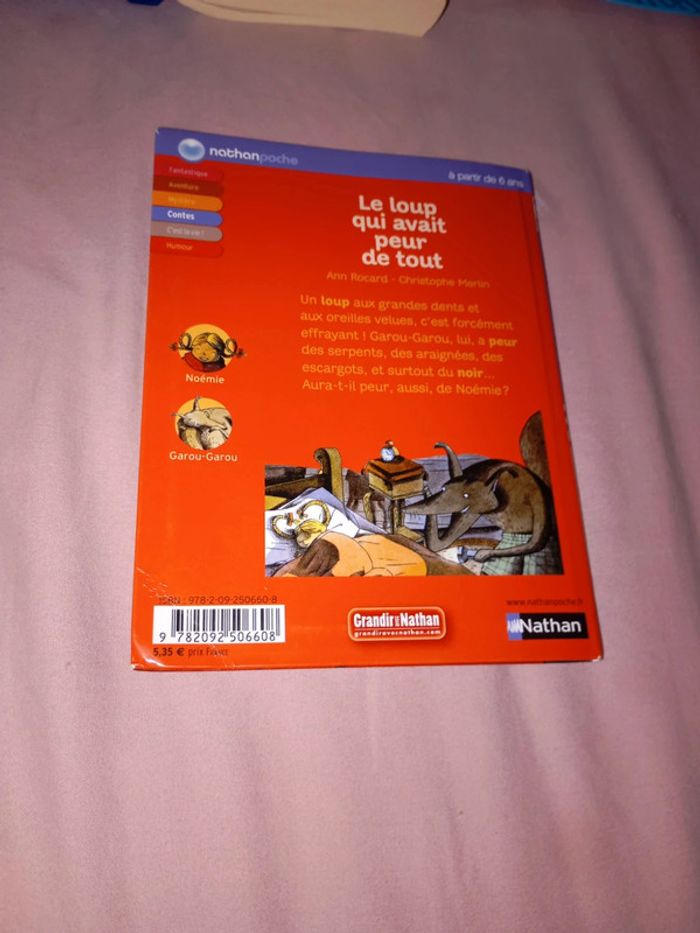 nathanpoche
à partir de 6 ans
Fantastique
Aventure
Mystère
Contes
C'est la vie !
Humour
Le loup
qui avait
peur
de tout
Ann Rocard - Christophe Merlin
Un loup aux grandes dents et
aux oreilles velues, c'est forcément
effrayant ! Garou-Garou, lui, a peur
des serpents, des araignées, des
escargots, et surtout du noir...
Aura-t-il peur, aussi, de Noémie ?
Noémie
Garou-Garou
ISBN : 978-2-09-250660-8
9 782092 506608
5,35 € prix France
Grandir avec Nathan
grandiravecnathan.com
www.nathanpoche.fr
Nathan